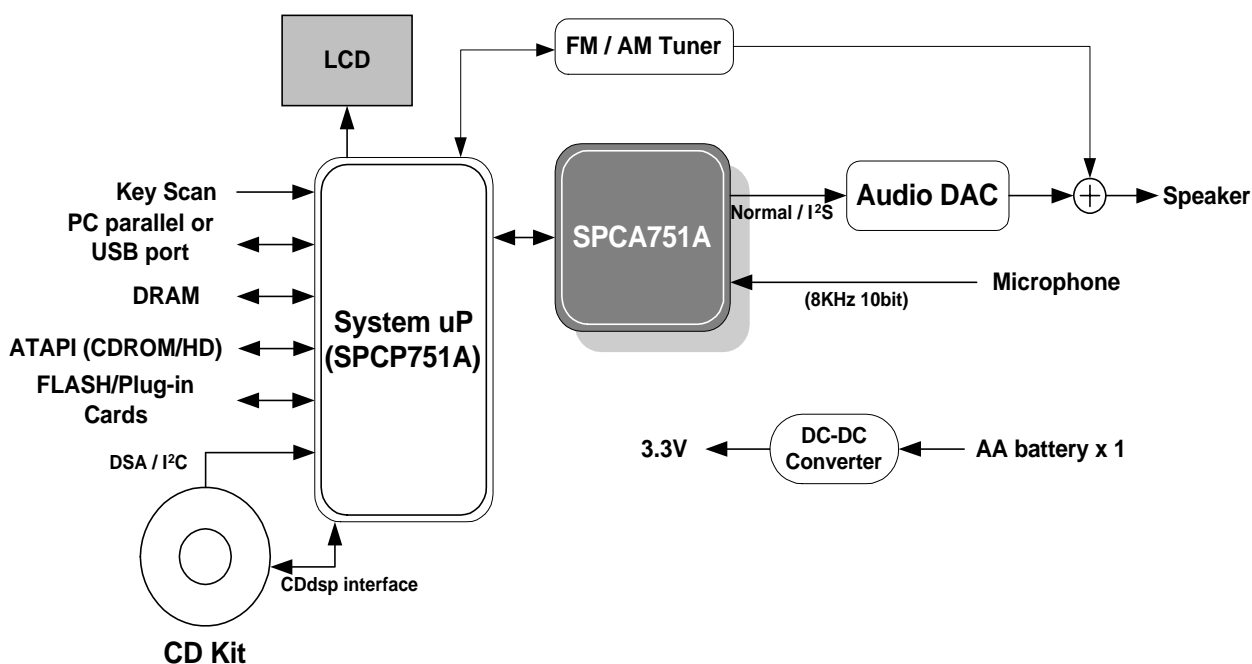 LCD
FM / AM Tuner
Key Scan
PC parallel or
USB port
DRAM
ATAPI (CDROM/HD)
FLASH/Plug-in
Cards
DSA / I²C
System uP
(SPCP751A)
SPCA751A
Normal / I²S
Audio DAC
Speaker
Microphone
(8KHz 10bit)
3.3V
DC-DC
Converter
AA battery x 1
CDdsp interface
CD Kit